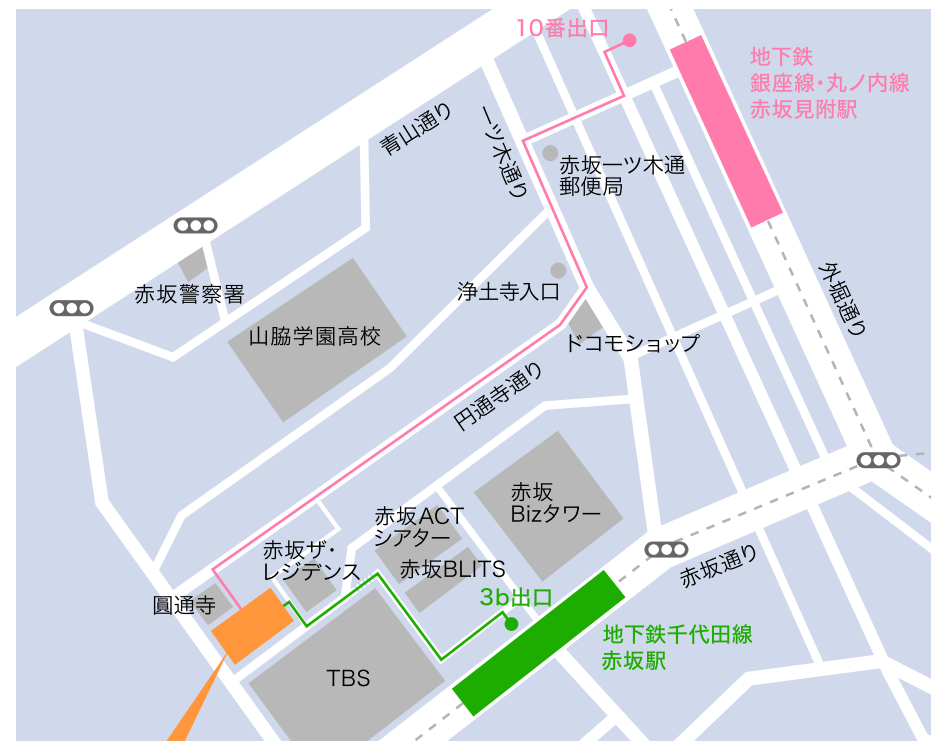 10番出口
地下鉄
銀座線・丸ノ内線
赤坂見附駅
青山通り
一ツ木通り
赤坂一ツ木通
郵便局
外堀通り
赤坂警察署
浄土寺入口
山脇学園高校
ドコモショップ
円通寺通り
赤坂
Bizタワー
赤坂ACT
シアター
赤坂ザ・
レジデンス
赤坂BLITS
赤坂通り
3b出口
圓通寺
地下鉄千代田線
赤坂駅
TBS